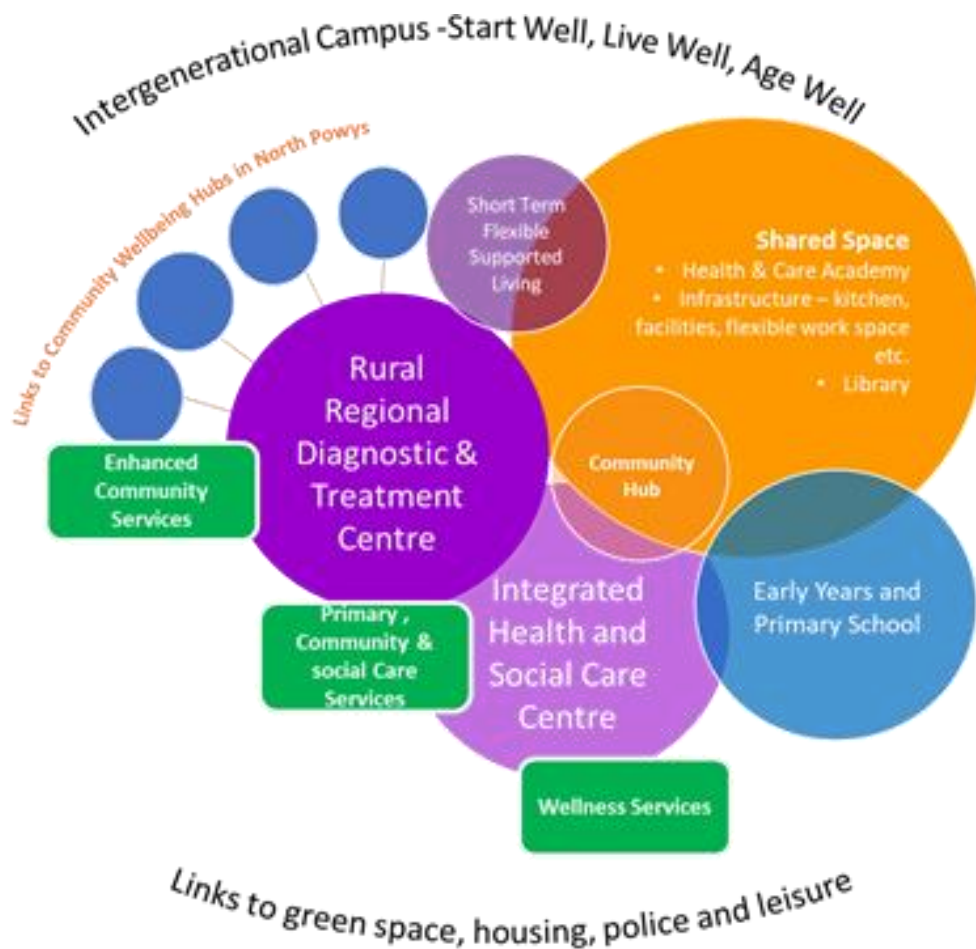 Intergenerational Campus -Start Well, Live Well, Age Well
Links to Community Wellbeing Hubs in North Powys
Short Term
Flexible
Supported
Living
Shared Space
• Health & Care Academy
• Infrastructure – kitchen,
facilities, flexible work space
etc.
• Library
Rural
Regional
Diagnostic &
Treatment
Centre
Community
Hub
Enhanced
Community
Services
Early Years and
Primary School
Integrated
Health and
Social Care
Centre
Primary ,
Community &
social Care
Services
Wellness Services
Links to green space, housing, police and leisure